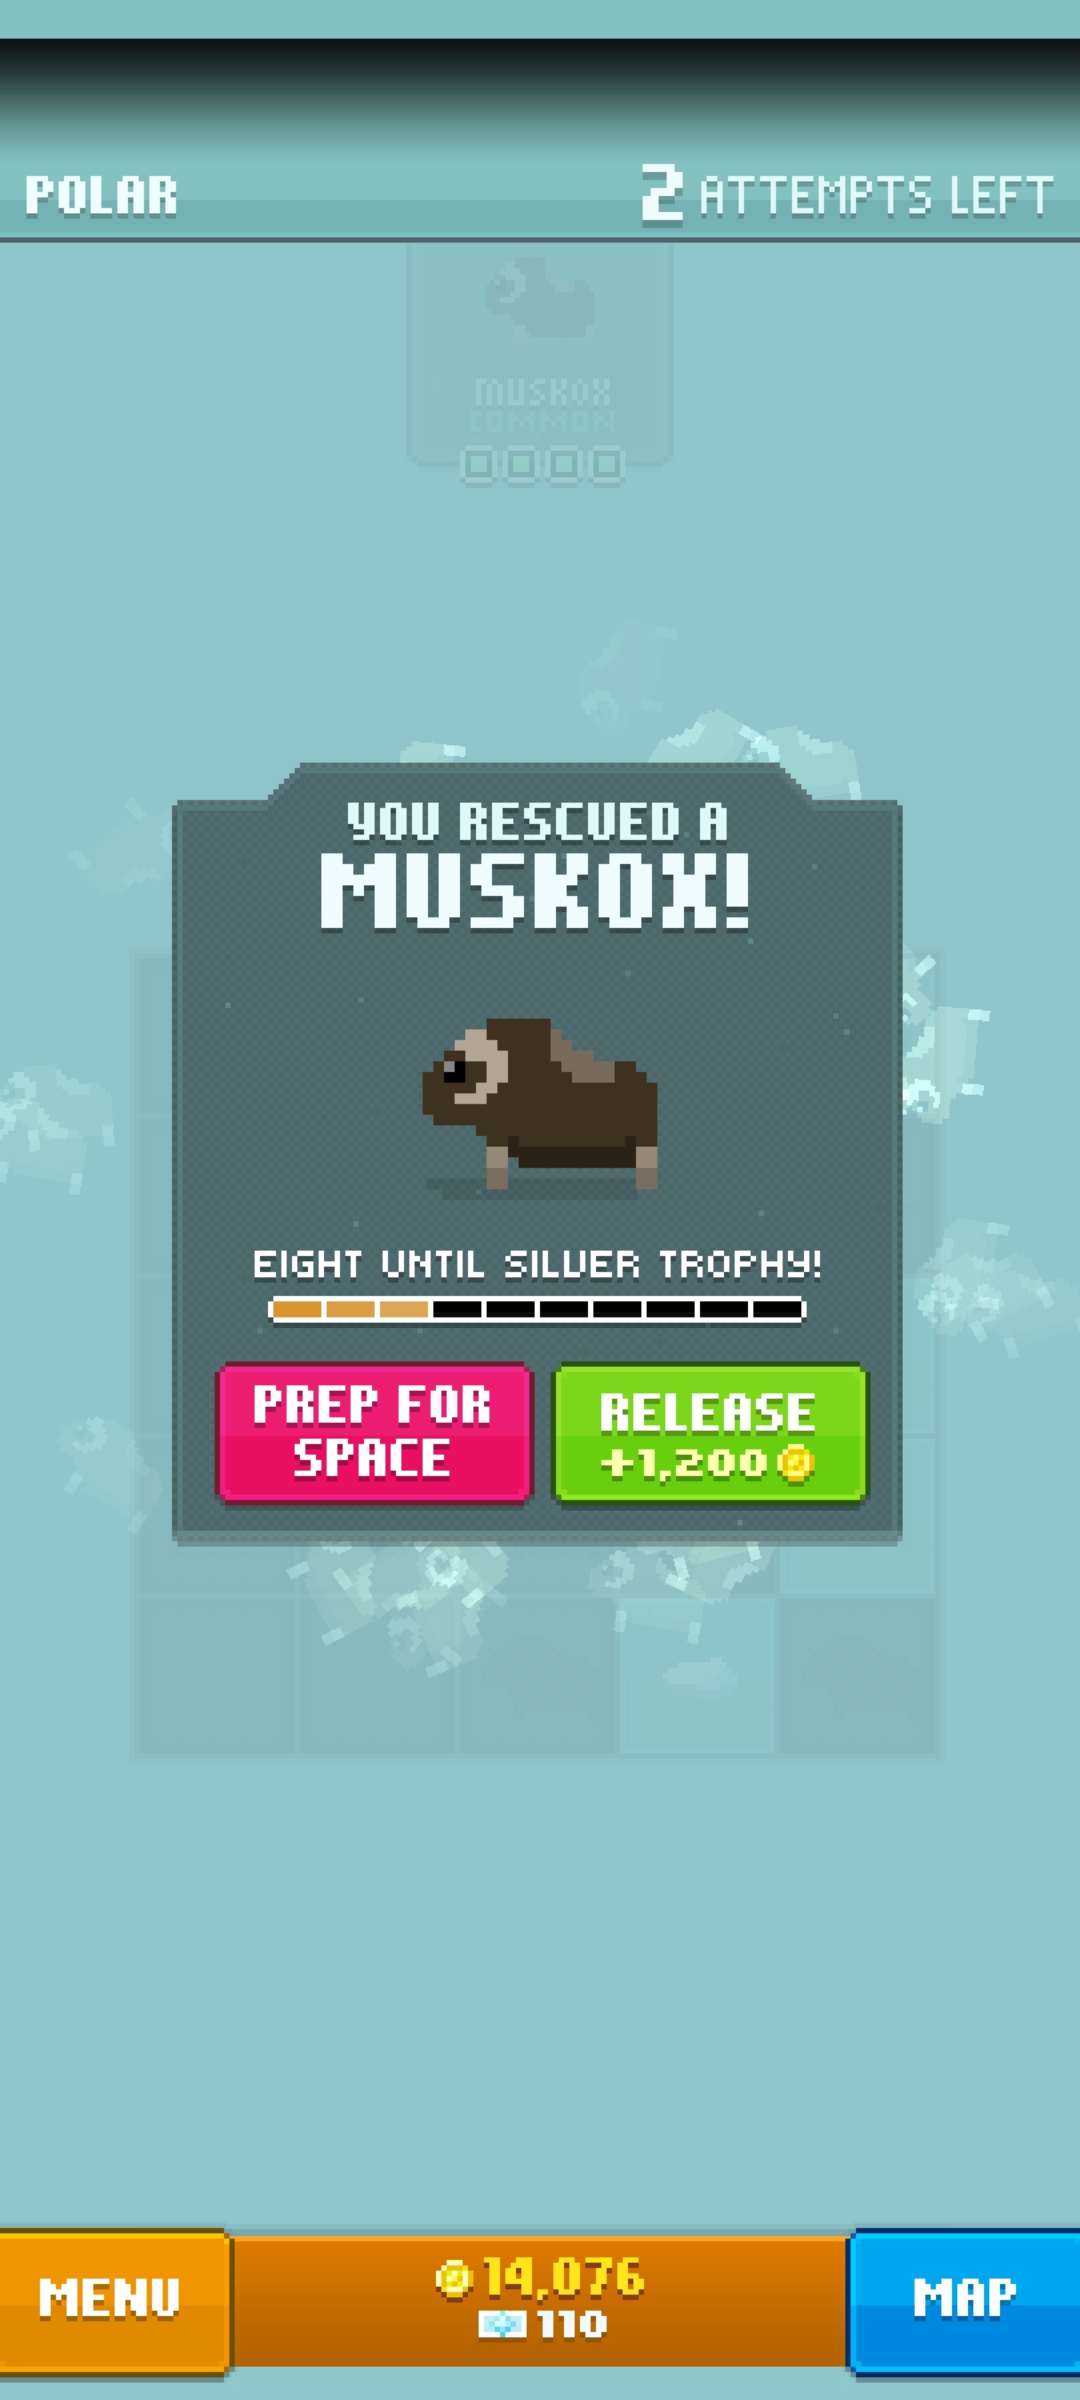 POLAR
2 ATTEMPTS LEFT
MUSKOX
COMMON
YOU RESCUED A
MUSKOX!
EIGHT UNTIL SILVER TROPHY!
PREP FOR
SPACE
RELEASE
+1,200
MENU
14,076
110
MAP